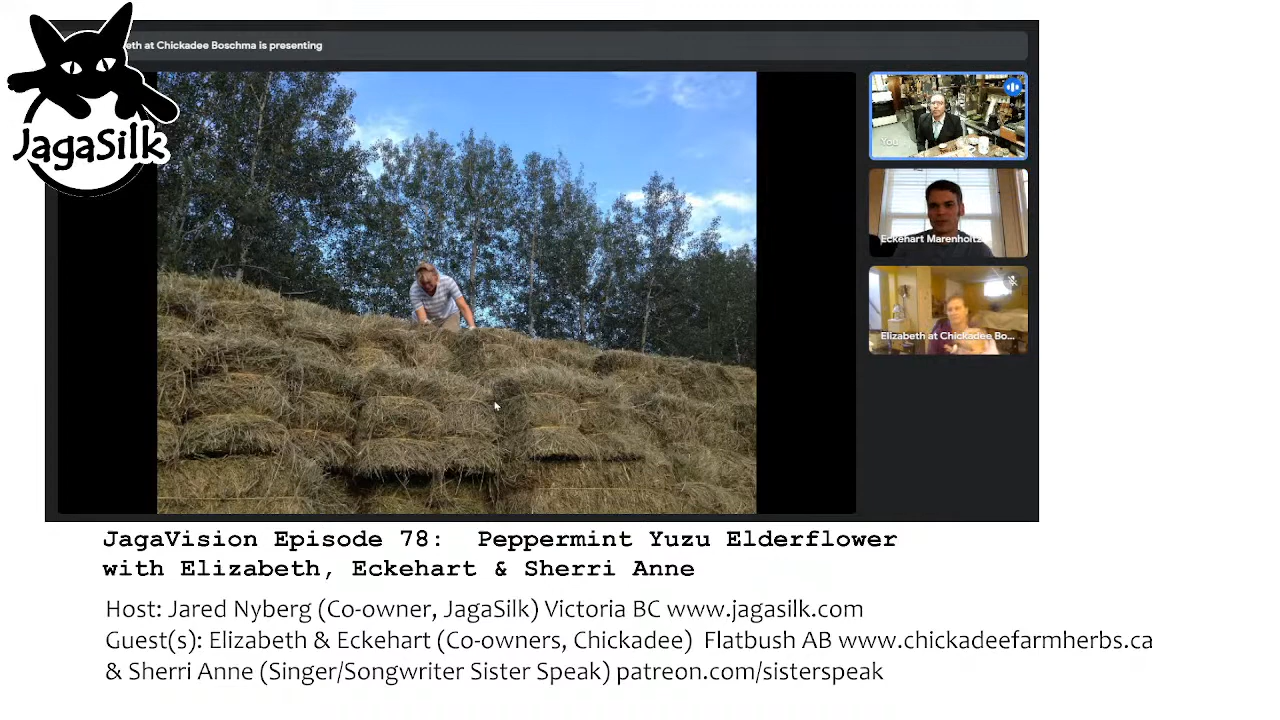 JagaSilk
eth at Chickadee Boschma is presenting
You
Eckehart Marenholtz
Elizabeth at Chickadee Bo...
JagaVision Episode 78: Peppermint Yuzu Elderflower
with Elizabeth, Eckehart & Sherri Anne
Host: Jared Nyberg (Co-owner, JagaSilk) Victoria BC www.jagasilk.com
Guest(s): Elizabeth & Eckehart (Co-owners, Chickadee) Flatbush AB www.chickadeefarmherbs.ca
& Sherri Anne (Singer/Songwriter Sister Speak) patreon.com/sisterspeak